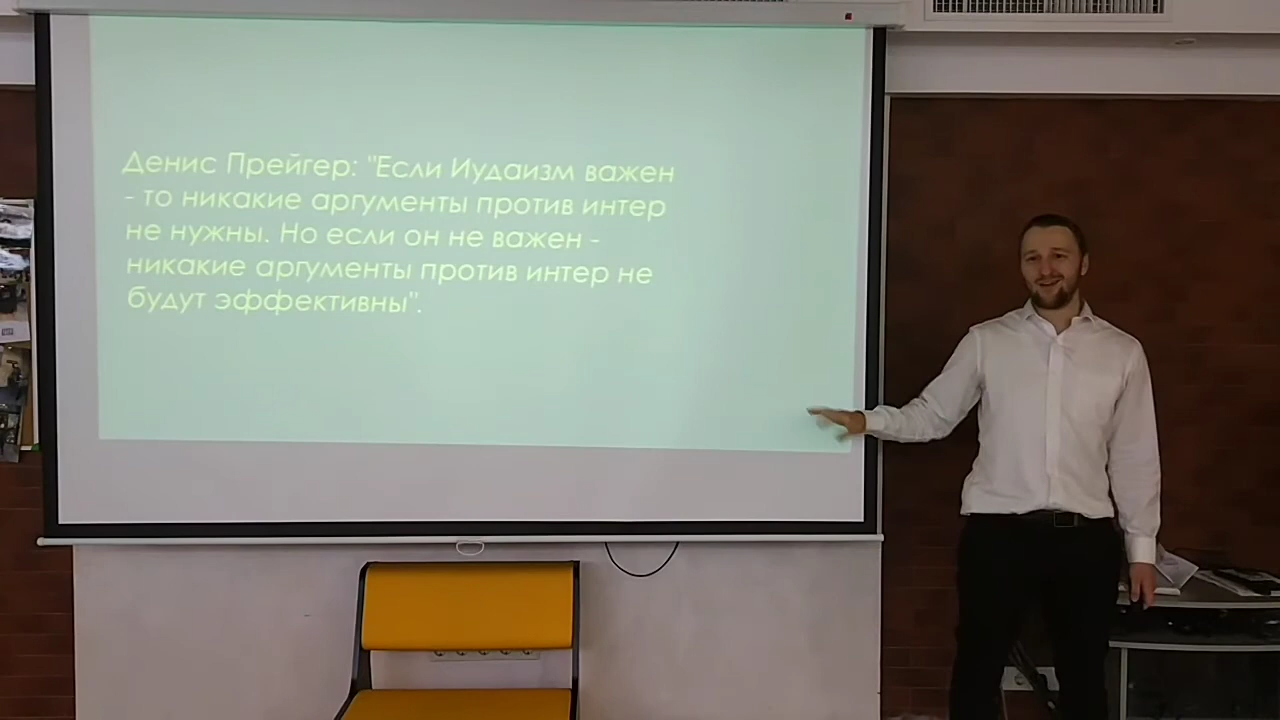 Денис Прейгер: "Если Иудаизм важен
- то никакие аргументы против интер
не нужны. Но если он не важен -
никакие аргументы против интер не
будут эффективны".